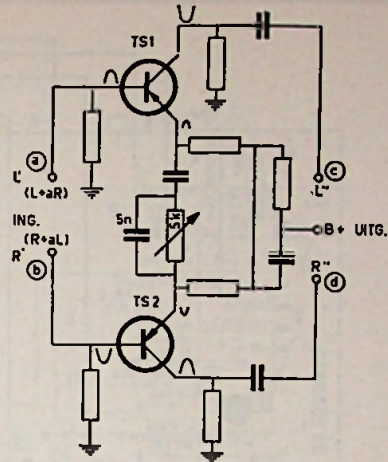 TS1
a
L'
(L+aR)
ING.
(R+aL)
R'
b
5n
5k
c
L"
B+ UITG.
R"
d
TS2